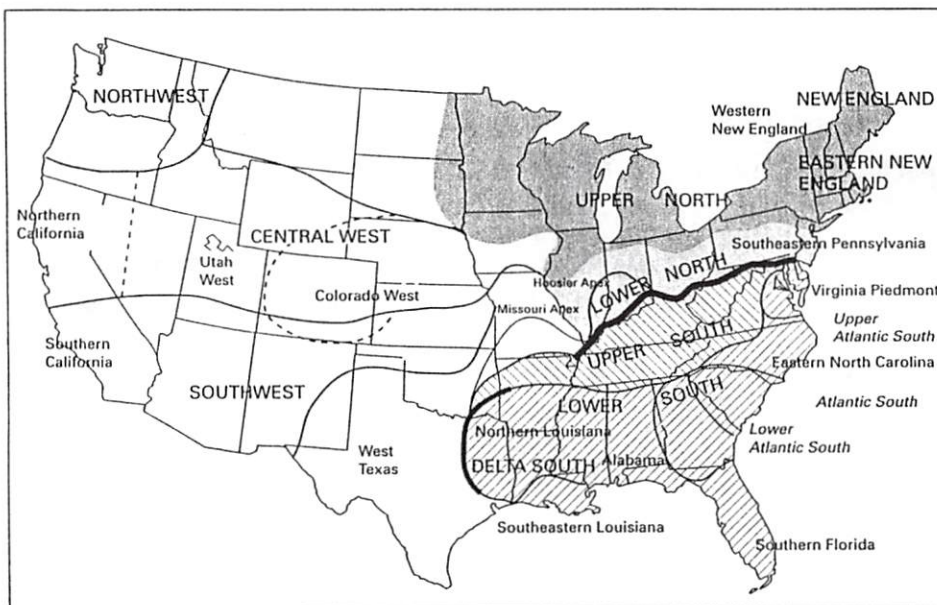 NORTHWEST
Western
New England
NEW ENGLAND
EASTERN NEW
ENGLAND
UPPER NORTH
Northern
California
CENTRAL WEST
Utah
West
Southeastern Pennsylvania
Hoosier Apex
LOWER NORTH
Colorado West
Missouri Apex
Virginia Piedmont
Southern
California
Upper
Atlantic South
UPPER SOUTH
Eastern North Carolina
SOUTHWEST
LOWER SOUTH
Atlantic South
Northern Louisiana
Lower
Atlantic South
West
Texas
DELTA SOUTH
Alabama
Southeastern Louisiana
Southern Florida